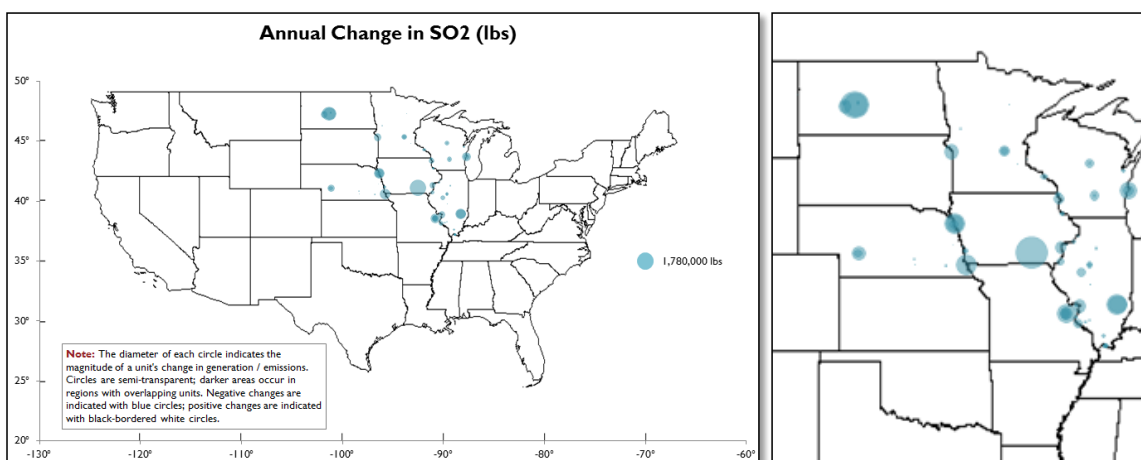 Annual Change in SO2 (lbs)
50°
45°
40°
35°
30°
25°
20°
1,780,000 lbs
Note: The diameter of each circle indicates the
magnitude of a unit's change in generation / emissions.
Circles are semi-transparent; darker areas occur in
regions with overlapping units. Negative changes are
indicated with blue circles; positive changes are indicated
with black-bordered white circles.
-130° -120° -110° -100° -90° -80° -70° -60°